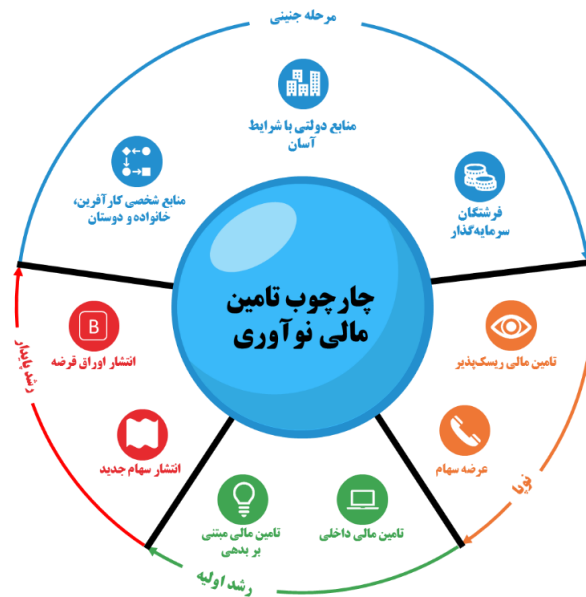 مرحله جنینی
منابع دولتی با شرایط
آسان
فرشتگان
سرمایه‌گذار
منابع شخصی کارآفرین،
خانواده و دوستان
چارچوب تامین
مالی نوآوری
تامین مالی ریسک‌پذیر
عرضه سهام
نوپا
تامین مالی داخلی
تامین مالی مبتنی
بر بدهی
رشد اولیه
انتشار سهام جدید
B
انتشار اوراق قرضه
رشد پایدار